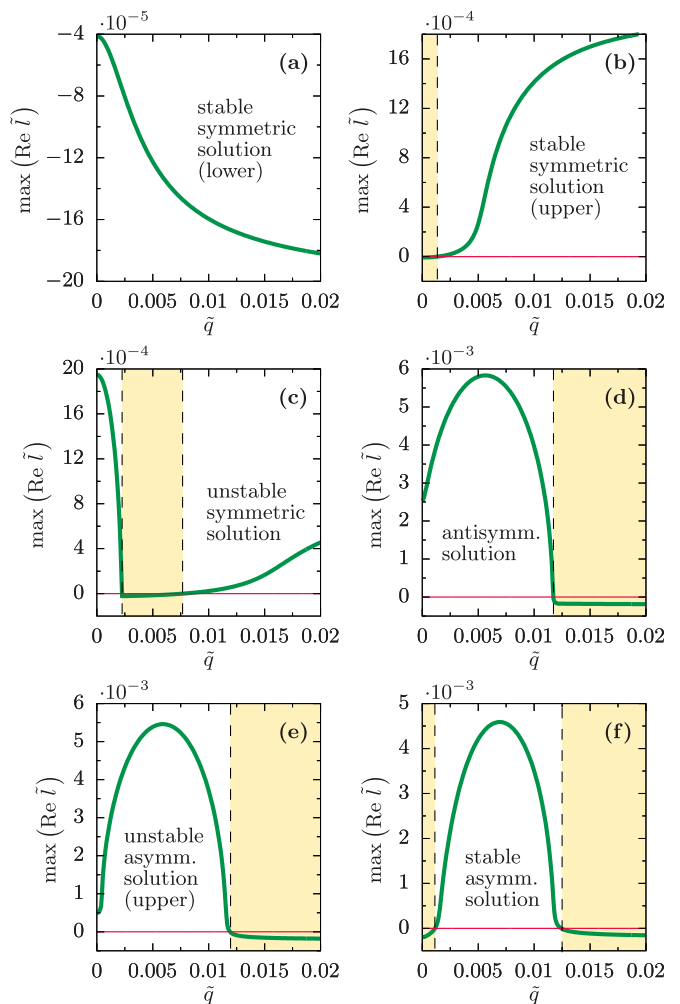 ·10⁻⁵
−4
−8
−12
−16
−20
max (Re l̃ )
(a)
stable
symmetric
solution
(lower)
0 0.005 0.01 0.015 0.02
q̃
·10⁻⁴
16
12
8
4
0
max (Re l̃ )
(b)
stable
symmetric
solution
(upper)
0 0.005 0.01 0.015 0.02
q̃
·10⁻⁴
20
16
12
8
4
0
max (Re l̃ )
(c)
unstable
symmetric
solution
0 0.005 0.01 0.015 0.02
q̃
·10⁻³
6
5
4
3
2
1
0
max (Re l̃ )
(d)
antisymm.
solution
0 0.005 0.01 0.015 0.02
q̃
·10⁻³
6
5
4
3
2
1
0
max (Re l̃ )
(e)
unstable
asymm.
solution
(upper)
0 0.005 0.01 0.015 0.02
q̃
·10⁻³
5
4
3
2
1
0
max (Re l̃ )
(f)
stable
asymm.
solution
0 0.005 0.01 0.015 0.02
q̃